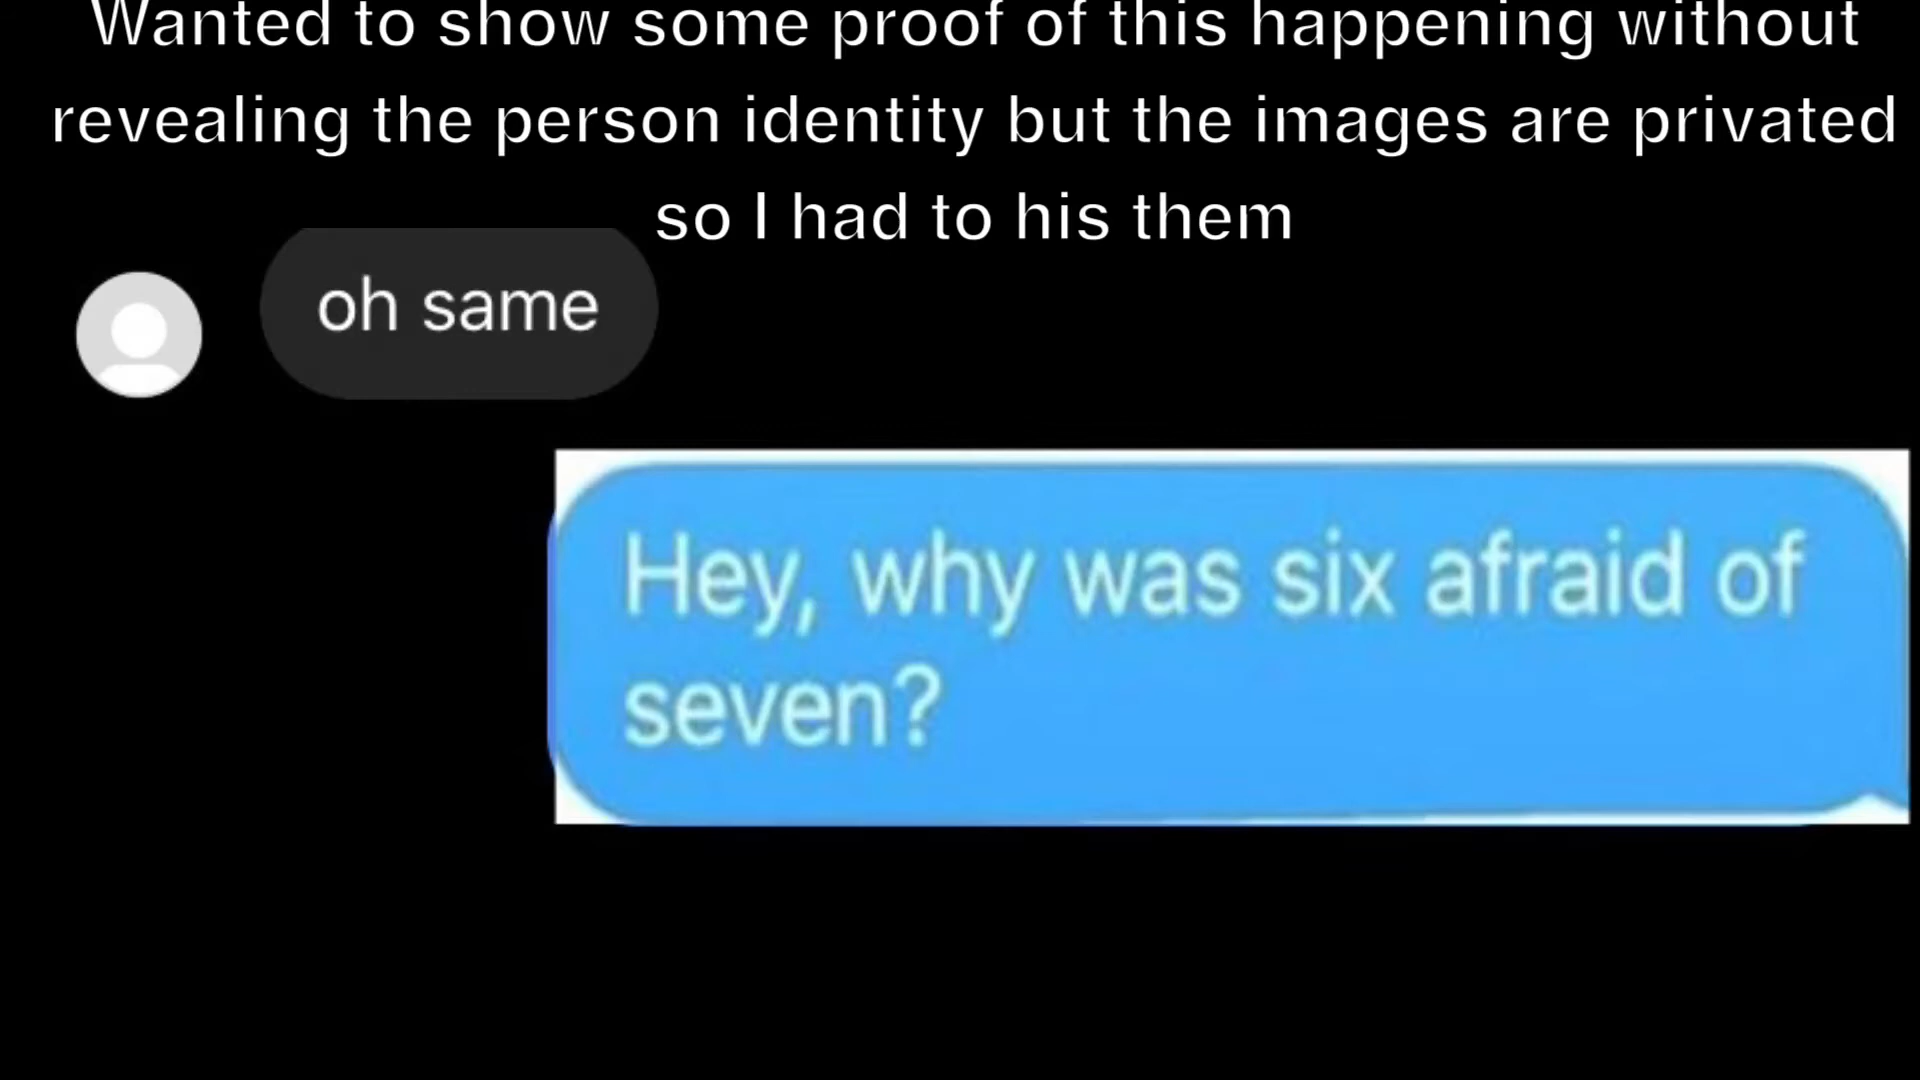 Wanted to show some proof of this happening without
revealing the person identity but the images are privated
so I had to his them
oh same
Hey, why was six afraid of
seven?